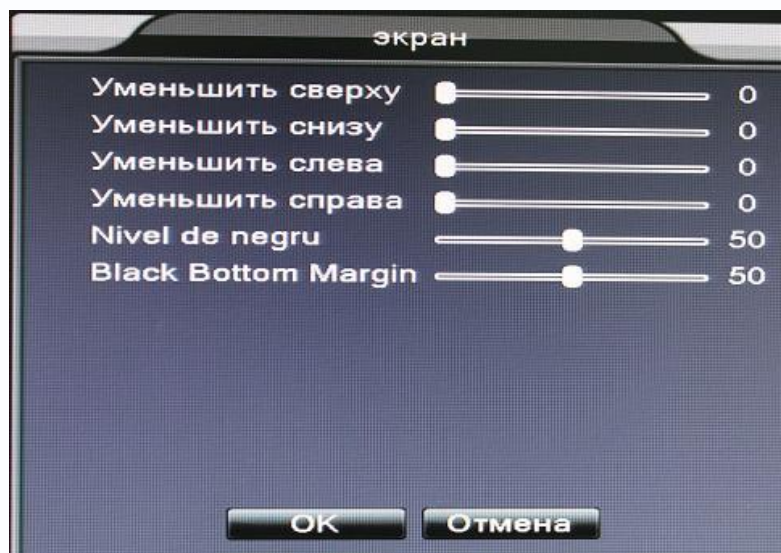 экран
Уменьшить сверху 0
Уменьшить снизу 0
Уменьшить слева 0
Уменьшить справа 0
Nivel de negru 50
Black Bottom Margin 50
OK Отмена